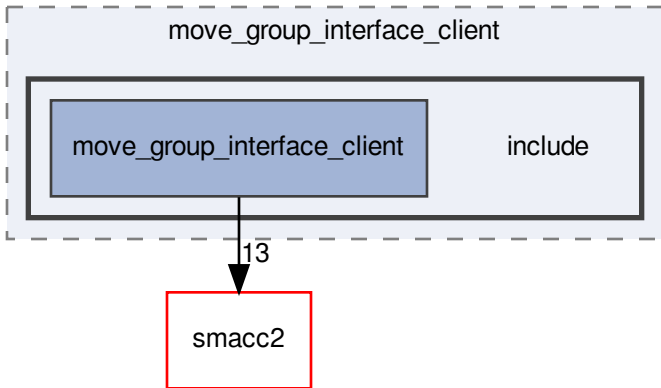 move_group_interface_client
move_group_interface_client
include
13
smacc2